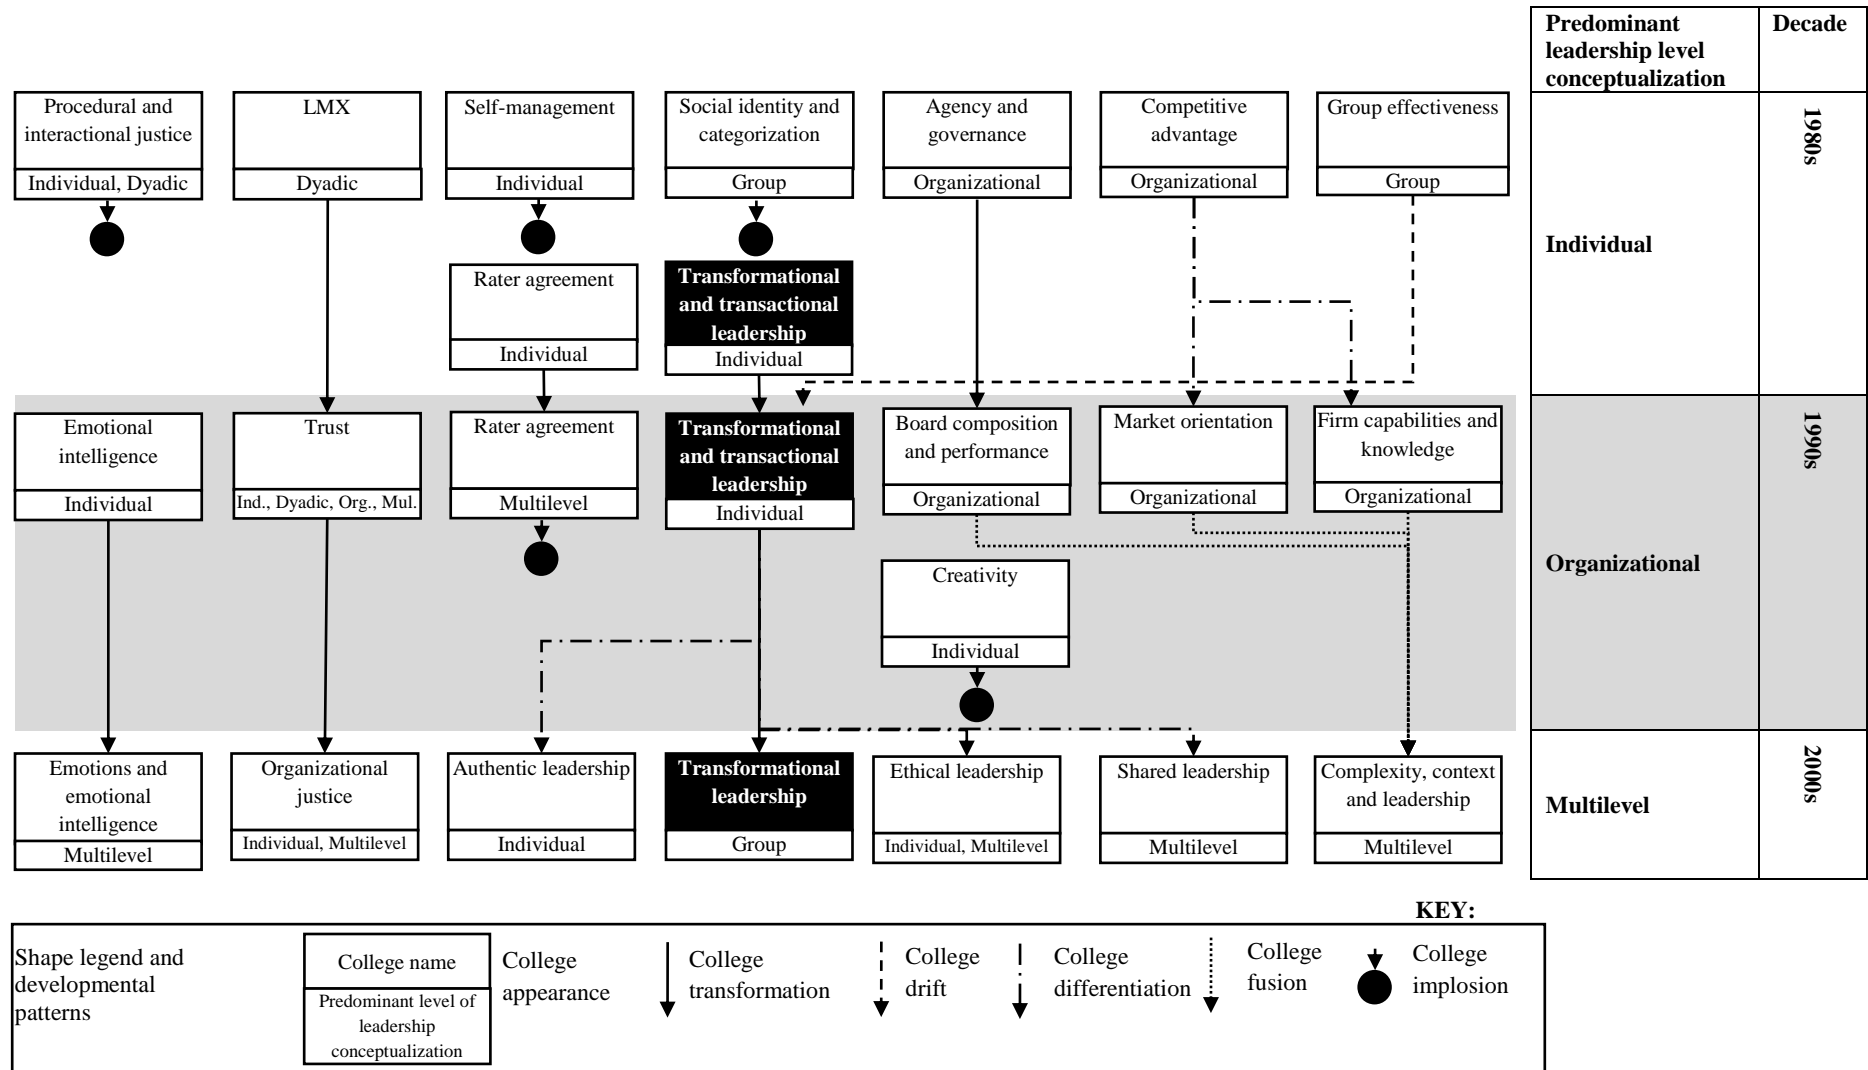 Predominant
leadership level
conceptualization
Decade
Procedural and
interactional justice
Individual, Dyadic
LMX
Dyadic
Self-management
Individual
Social identity and
categorization
Group
Agency and
governance
Organizational
Competitive
advantage
Organizational
Group effectiveness
Group
Individual
1980s
Rater agreement
Individual
Transformational
and transactional
leadership
Individual
Emotional
intelligence
Individual
Trust
Ind., Dyadic, Org., Mul.
Rater agreement
Multilevel
Transformational
and transactional
leadership
Individual
Board composition
and performance
Organizational
Market orientation
Organizational
Firm capabilities and
knowledge
Organizational
Organizational
1990s
Creativity
Individual
Emotions and
emotional
intelligence
Multilevel
Organizational
justice
Individual, Multilevel
Authentic leadership
Individual
Transformational
leadership
Group
Ethical leadership
Individual, Multilevel
Shared leadership
Multilevel
Complexity, context
and leadership
Multilevel
Multilevel
2000s
KEY:
Shape legend and
developmental
patterns
College name
Predominant level of
leadership
conceptualization
College
appearance
College
transformation
College
drift
College
differentiation
College
fusion
College
implosion